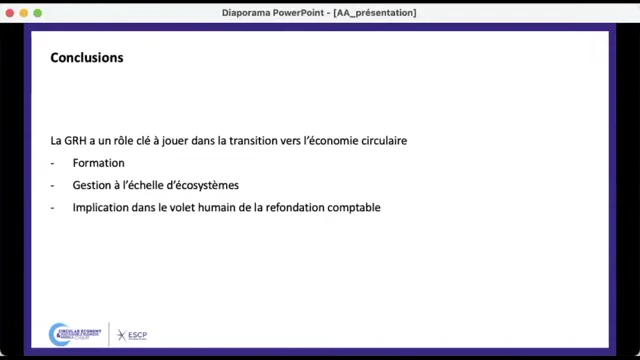 Diaporama PowerPoint - [AA_présentation]
Conclusions
La GRH a un rôle clé à jouer dans la transition vers l'économie circulaire
- Formation
- Gestion à l'échelle d'écosystèmes
- Implication dans le volet humain de la refondation comptable
CIRCULAR ECONOMY
ESCP